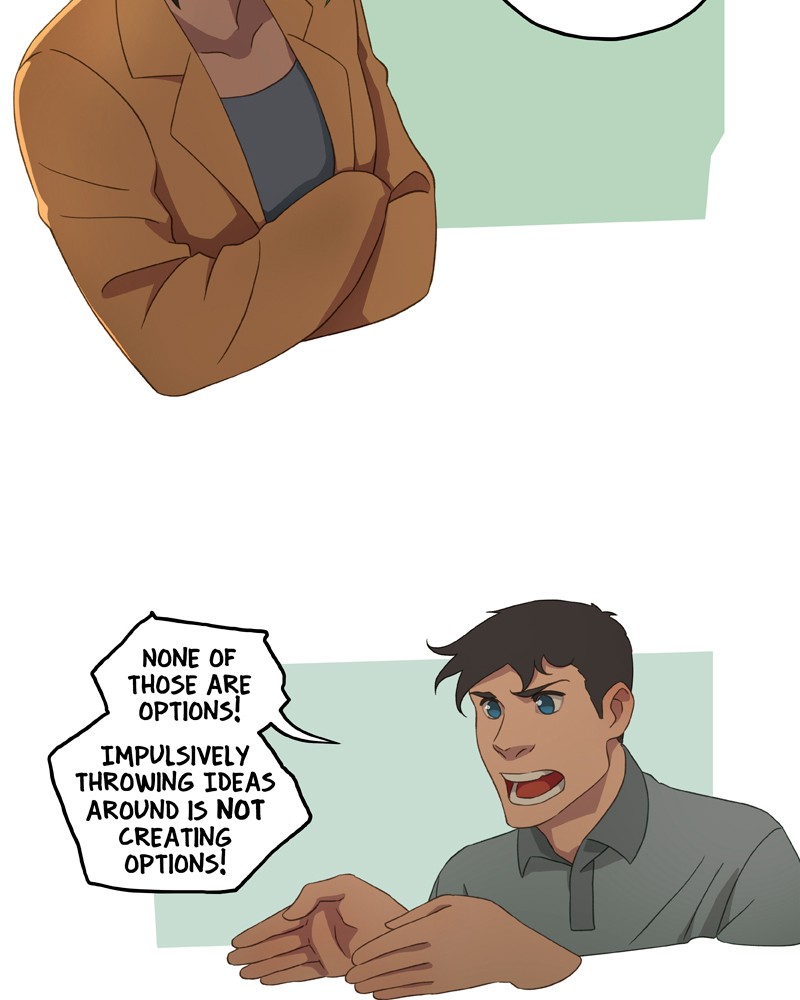 NONE OF
THOSE ARE
OPTIONS!
IMPULSIVELY
THROWING IDEAS
AROUND IS NOT
CREATING
OPTIONS!